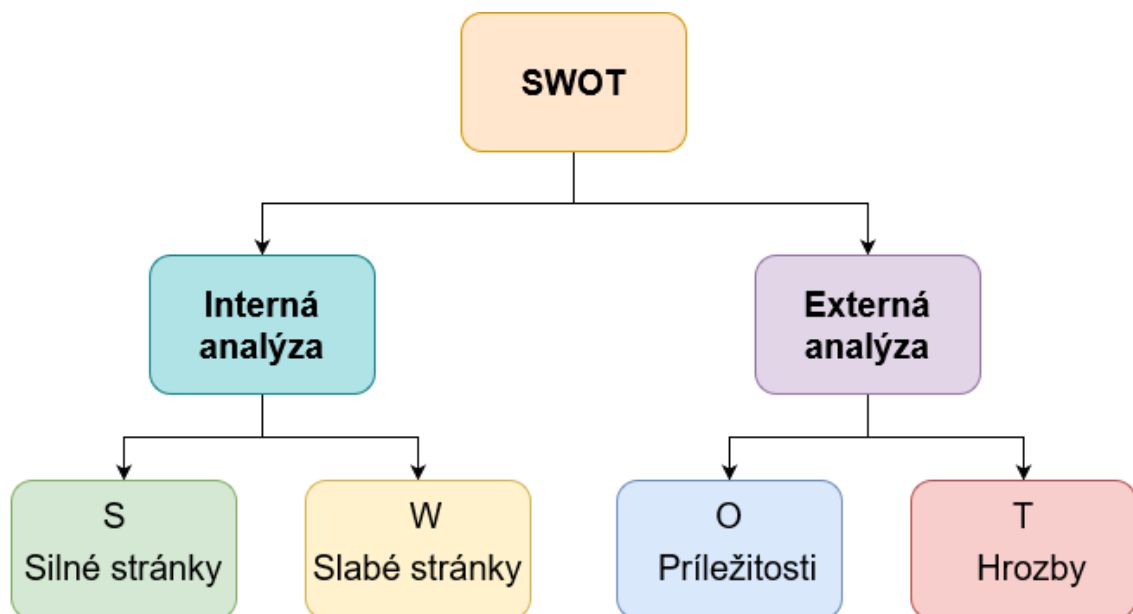 SWOT
Interná
analýza
Externá
analýza
S
Silné stránky
W
Slabé stránky
O
Príležitosti
T
Hrozby